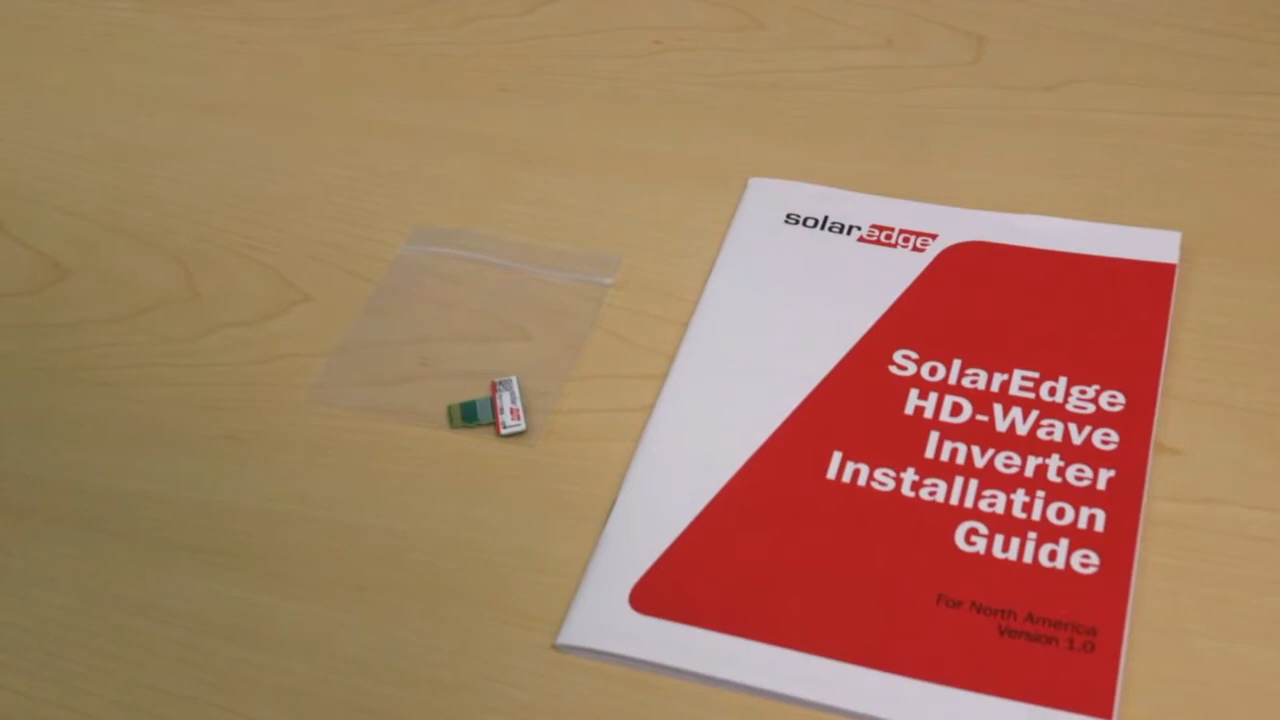 solaredge
SolarEdge
HD-Wave
Inverter
Installation
Guide
For North America
Version 1.0